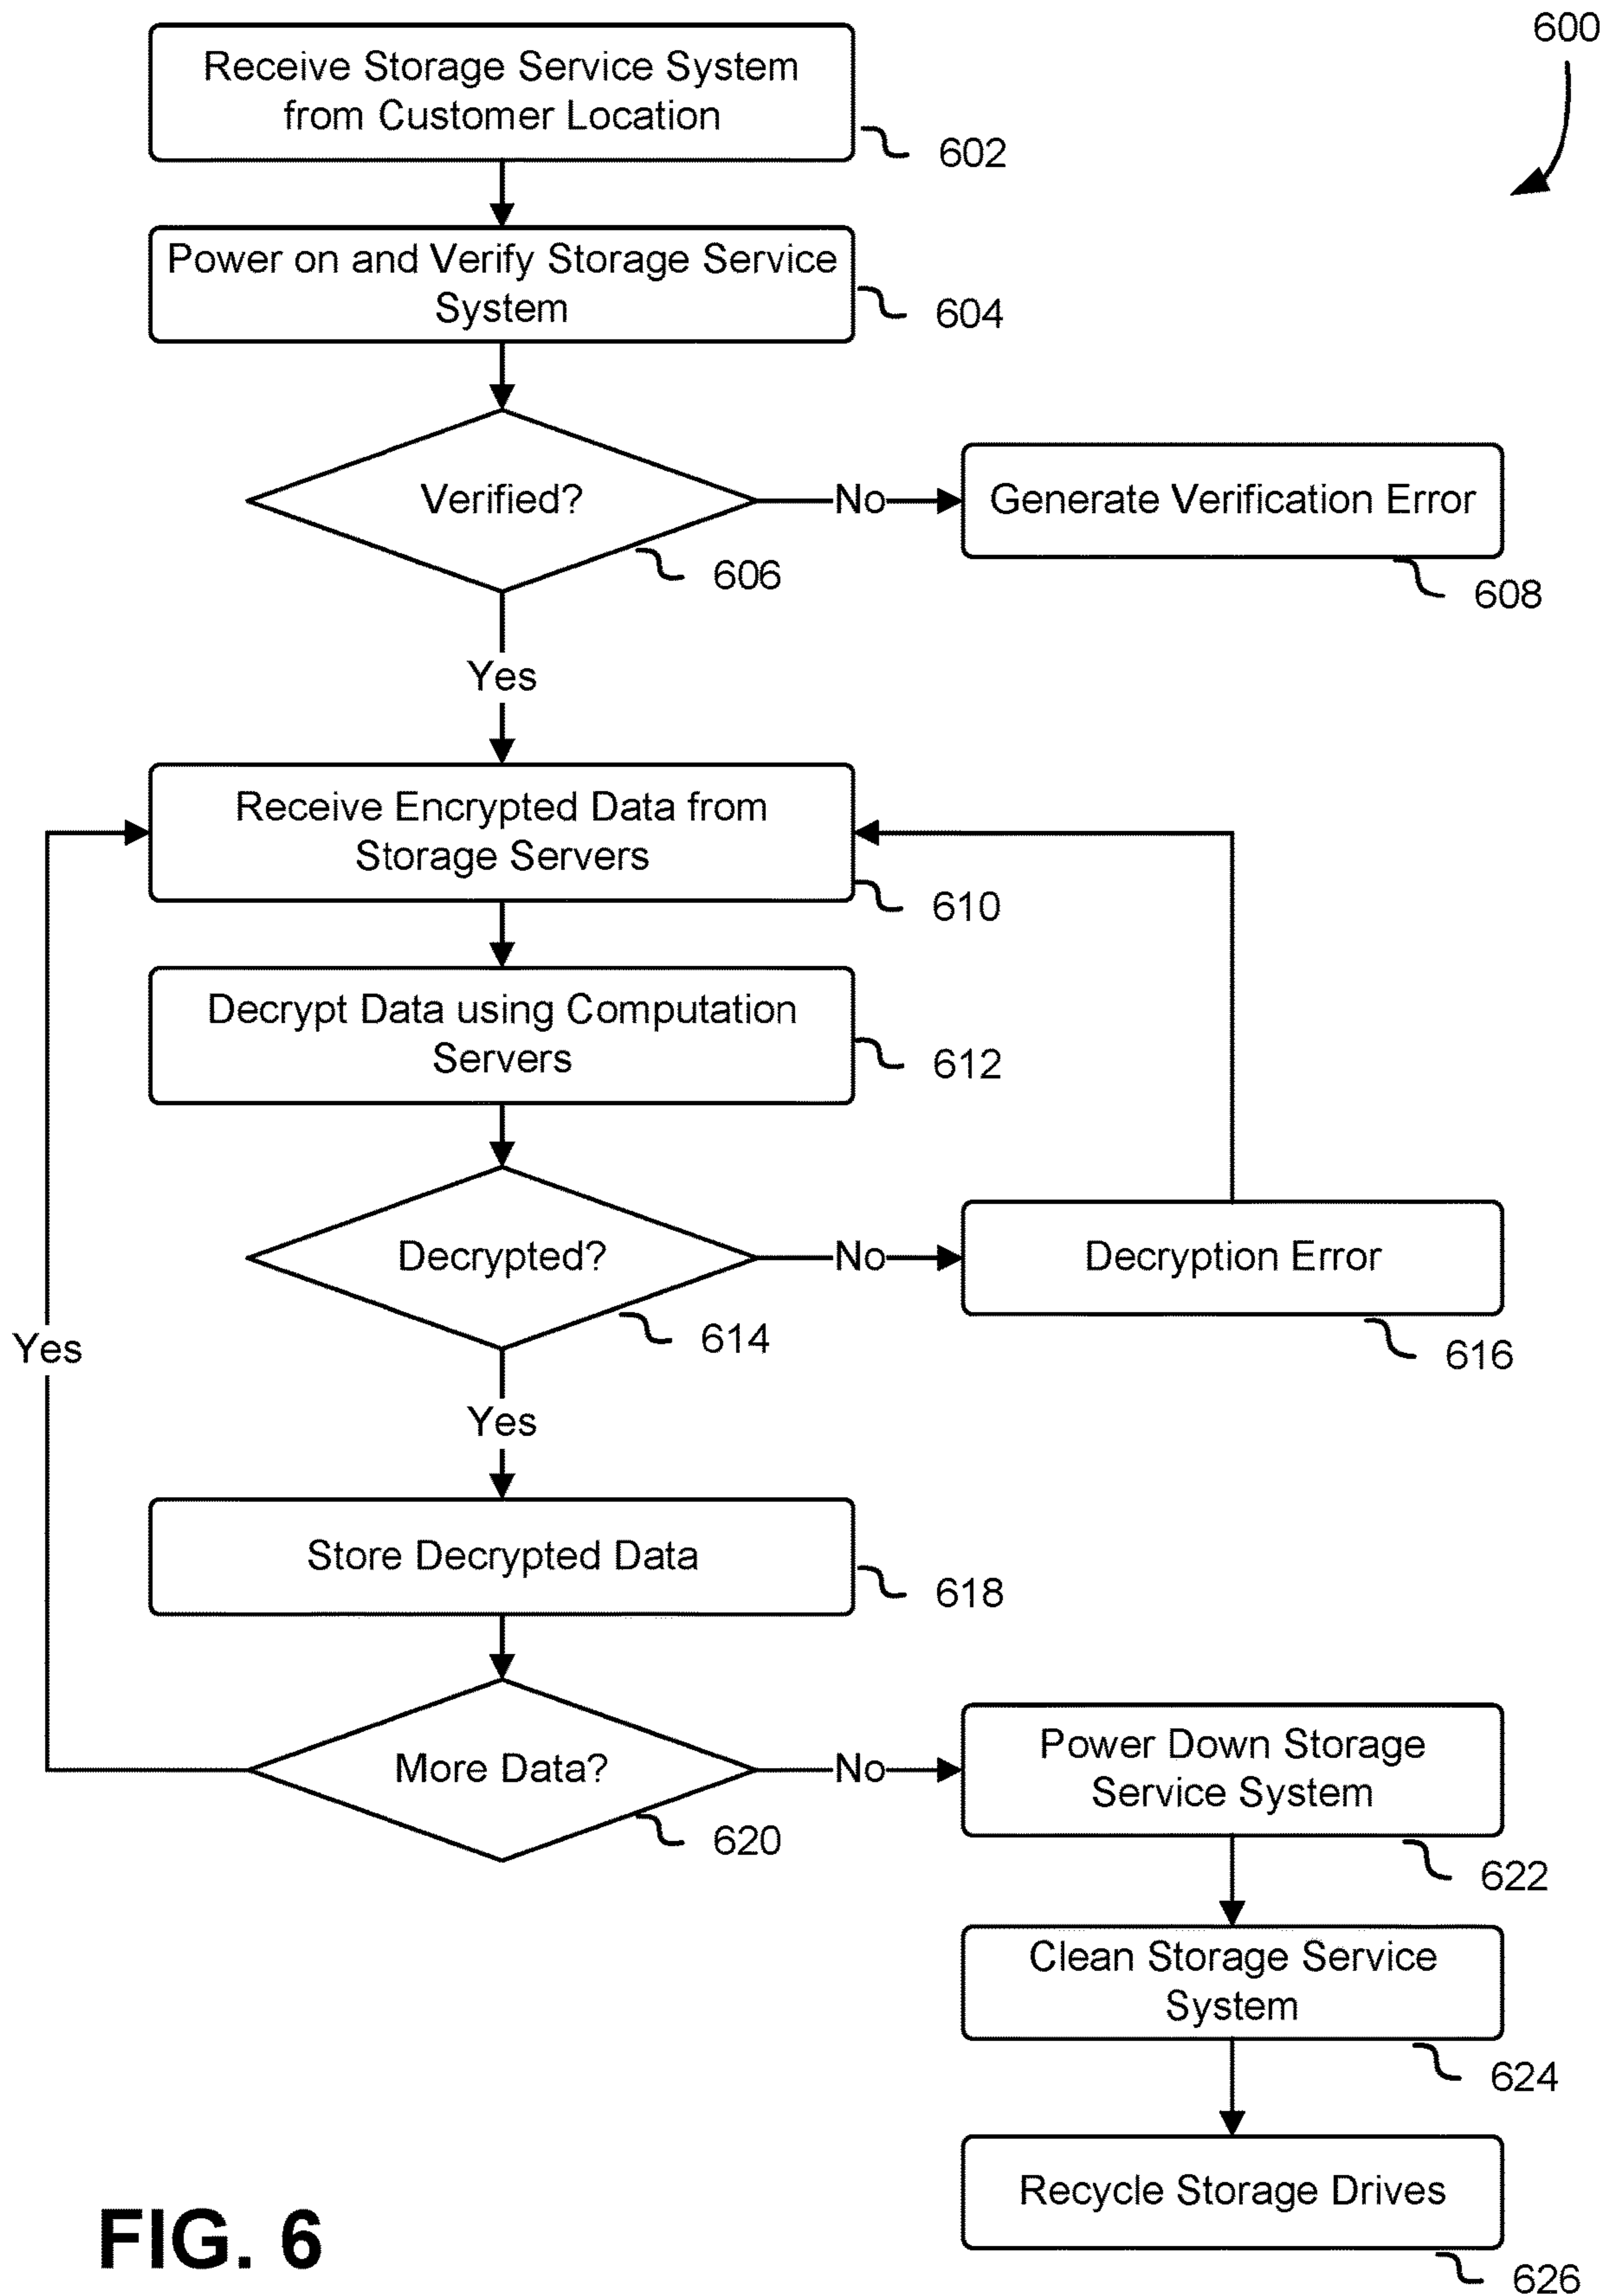 600
Receive Storage Service System
from Customer Location
602
Power on and Verify Storage Service
System
604
Verified?
606
No
Generate Verification Error
608
Yes
Receive Encrypted Data from
Storage Servers
610
Decrypt Data using Computation
Servers
612
Decrypted?
614
No
Decryption Error
616
Yes
Yes
Store Decrypted Data
618
More Data?
620
No
Power Down Storage
Service System
622
Clean Storage Service
System
624
Recycle Storage Drives
626
FIG. 6